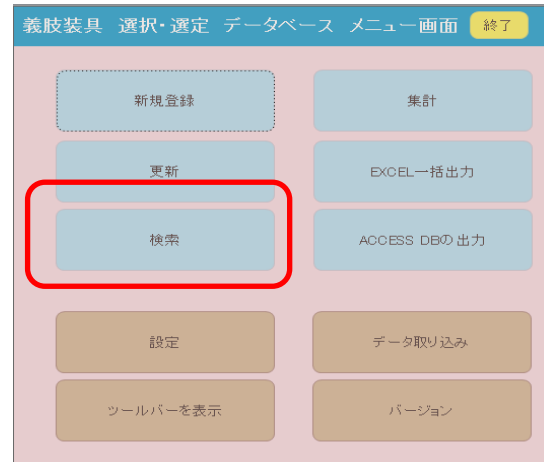 義肢装具 選択・選定 データベース メニュー画面 終了
新規登録 集計
更新 EXCEL一括出力
検索 ACCESS DBの出力
設定 データ取り込み
ツールバーを表示 バージョン